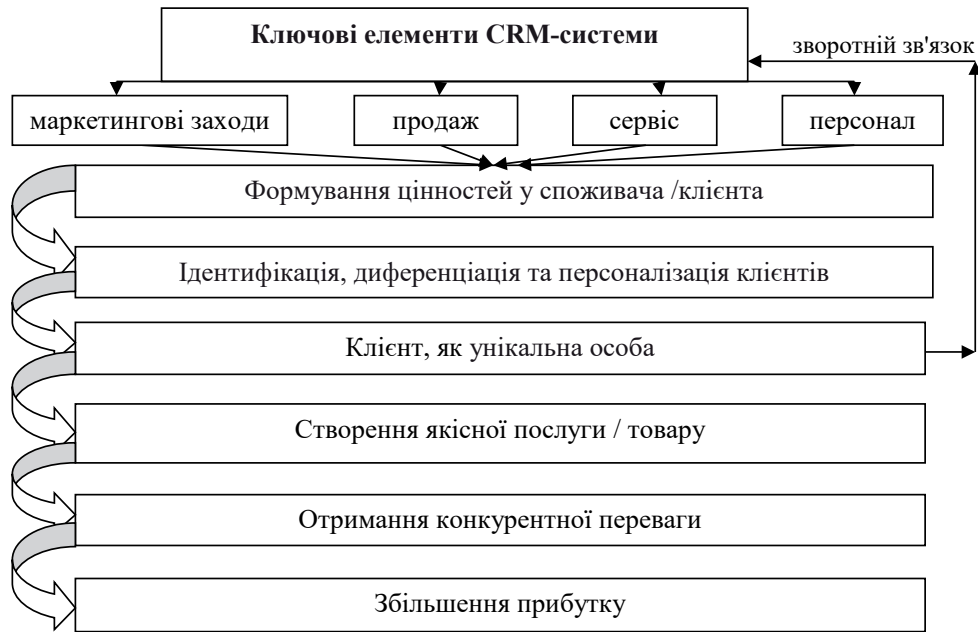 Ключові елементи CRM-системи
зворотній зв'язок
маркетингові заходи
продаж
сервіс
персонал
Формування цінностей у споживача /клієнта
Ідентифікація, диференціація та персоналізація клієнтів
Клієнт, як унікальна особа
Створення якісної послуги / товару
Отримання конкурентної переваги
Збільшення прибутку